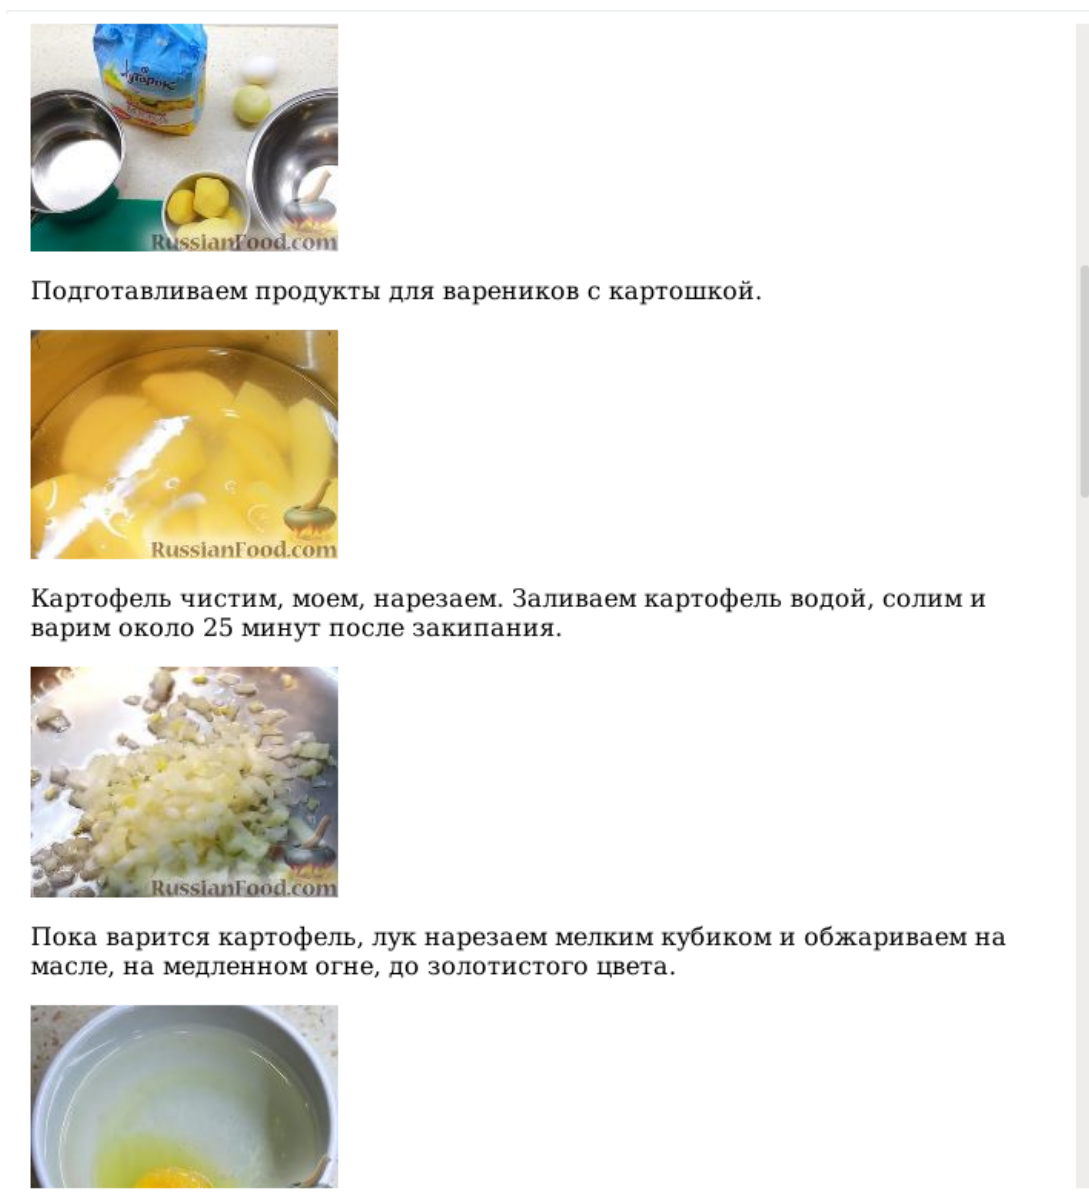 Хуторок
RussianFood.com
Подготавливаем продукты для вареников с картошкой.
RussianFood.com
Картофель чистим, моем, нарезаем. Заливаем картофель водой, солим и
варим около 25 минут после закипания.
RussianFood.com
Пока варится картофель, лук нарезаем мелким кубиком и обжариваем на
масле, на медленном огне, до золотистого цвета.